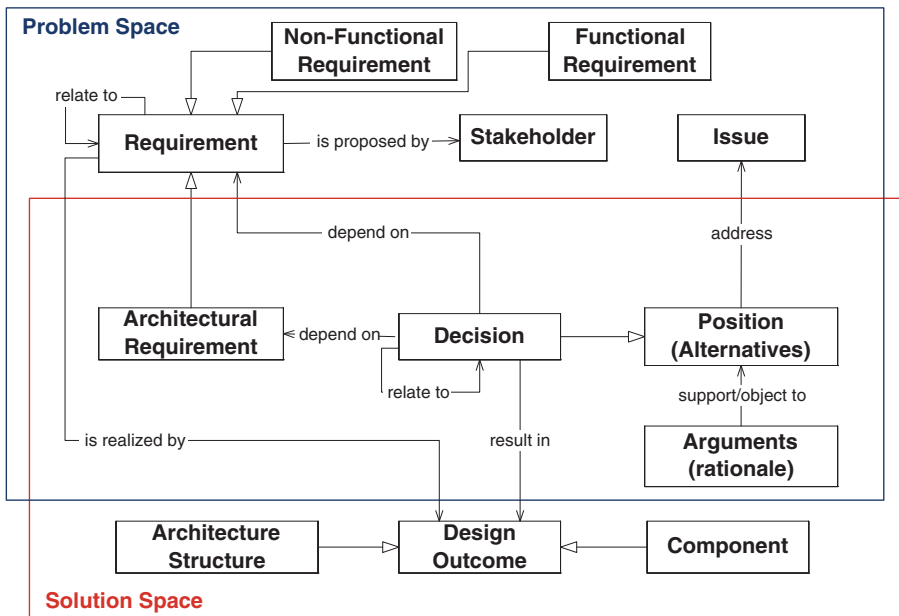 Problem Space
Non-Functional
Requirement
Functional
Requirement
relate to
Requirement
is proposed by
Stakeholder
Issue
depend on
address
Architectural
Requirement
depend on
Decision
Position
(Alternatives)
relate to
support/object to
is realized by
result in
Arguments
(rationale)
Architecture
Structure
Design
Outcome
Component
Solution Space